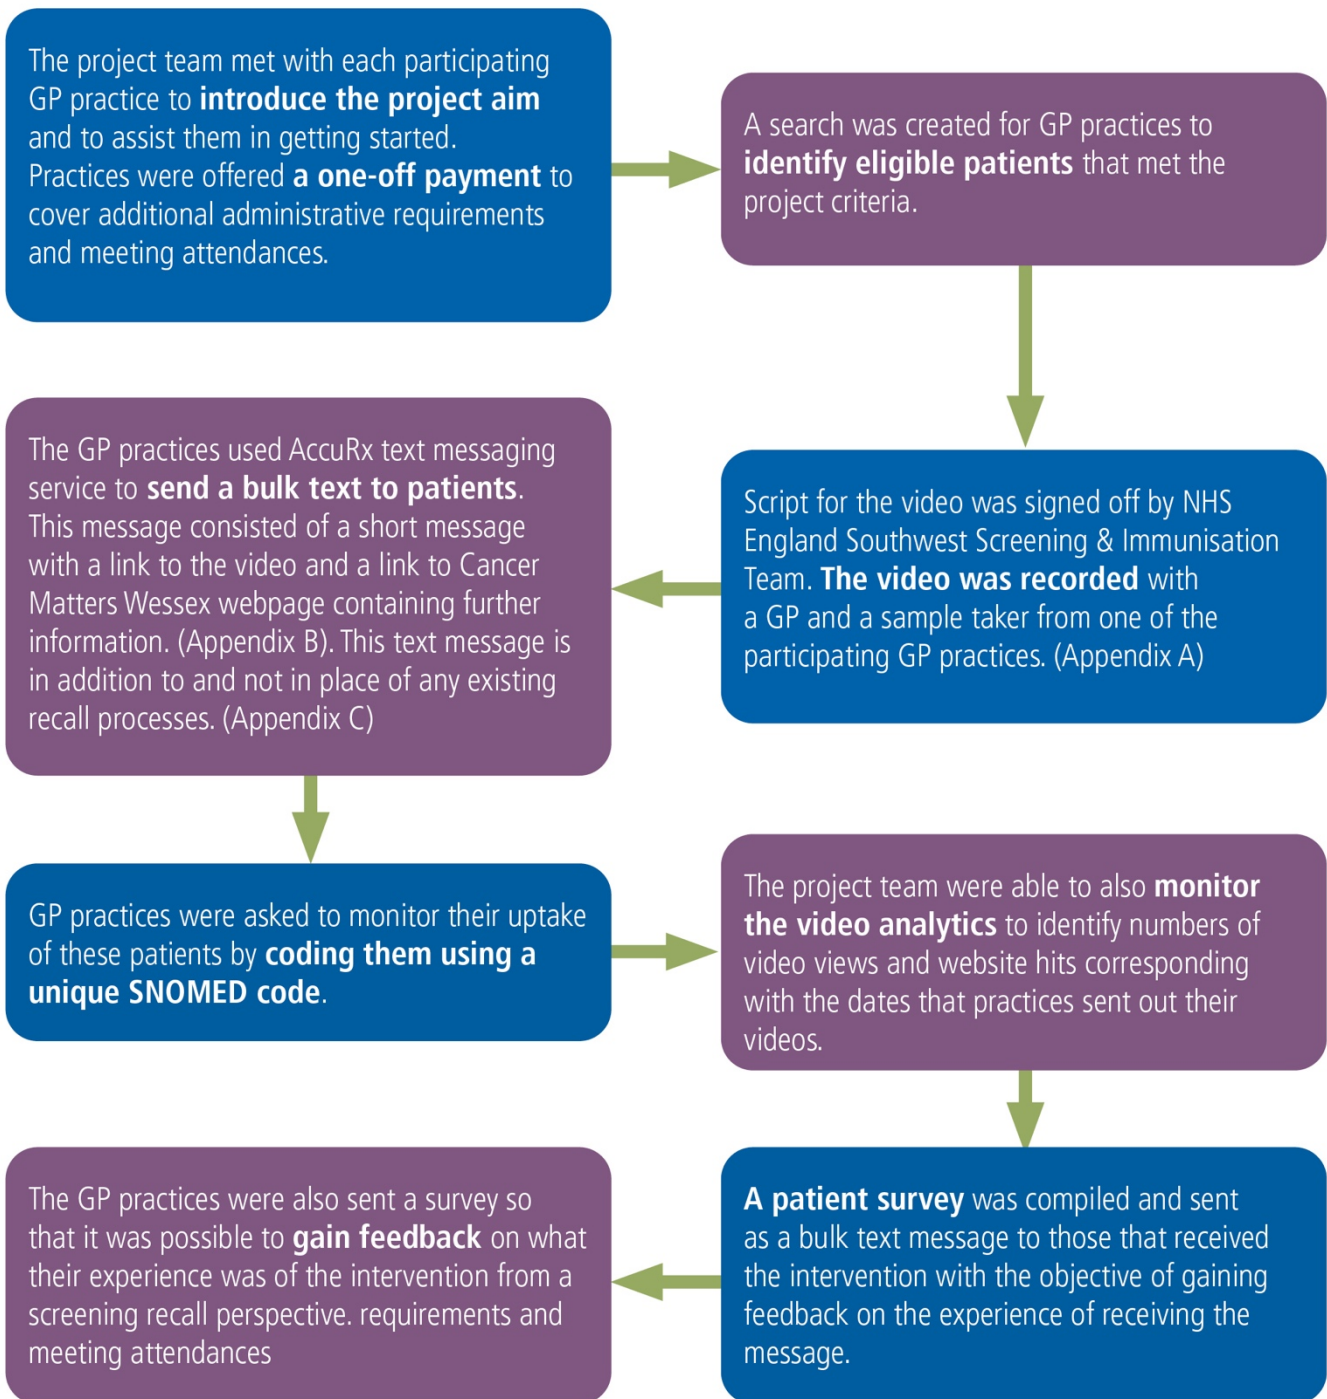 The project team met with each participating
GP practice to introduce the project aim
and to assist them in getting started.
Practices were offered a one-off payment to
cover additional administrative requirements
and meeting attendances.
A search was created for GP practices to
identify eligible patients that met the
project criteria.
Script for the video was signed off by NHS
England Southwest Screening & Immunisation
Team. The video was recorded with
a GP and a sample taker from one of the
participating GP practices. (Appendix A)
The GP practices used AccuRx text messaging
service to send a bulk text to patients.
This message consisted of a short message
with a link to the video and a link to Cancer
Matters Wessex webpage containing further
information. (Appendix B). This text message is
in addition to and not in place of any existing
recall processes. (Appendix C)
GP practices were asked to monitor their uptake
of these patients by coding them using a
unique SNOMED code.
The project team were able to also monitor
the video analytics to identify numbers of
video views and website hits corresponding
with the dates that practices sent out their
videos.
A patient survey was compiled and sent
as a bulk text message to those that received
the intervention with the objective of gaining
feedback on the experience of receiving the
message.
The GP practices were also sent a survey so
that it was possible to gain feedback on what
their experience was of the intervention from a
screening recall perspective. requirements and
meeting attendances